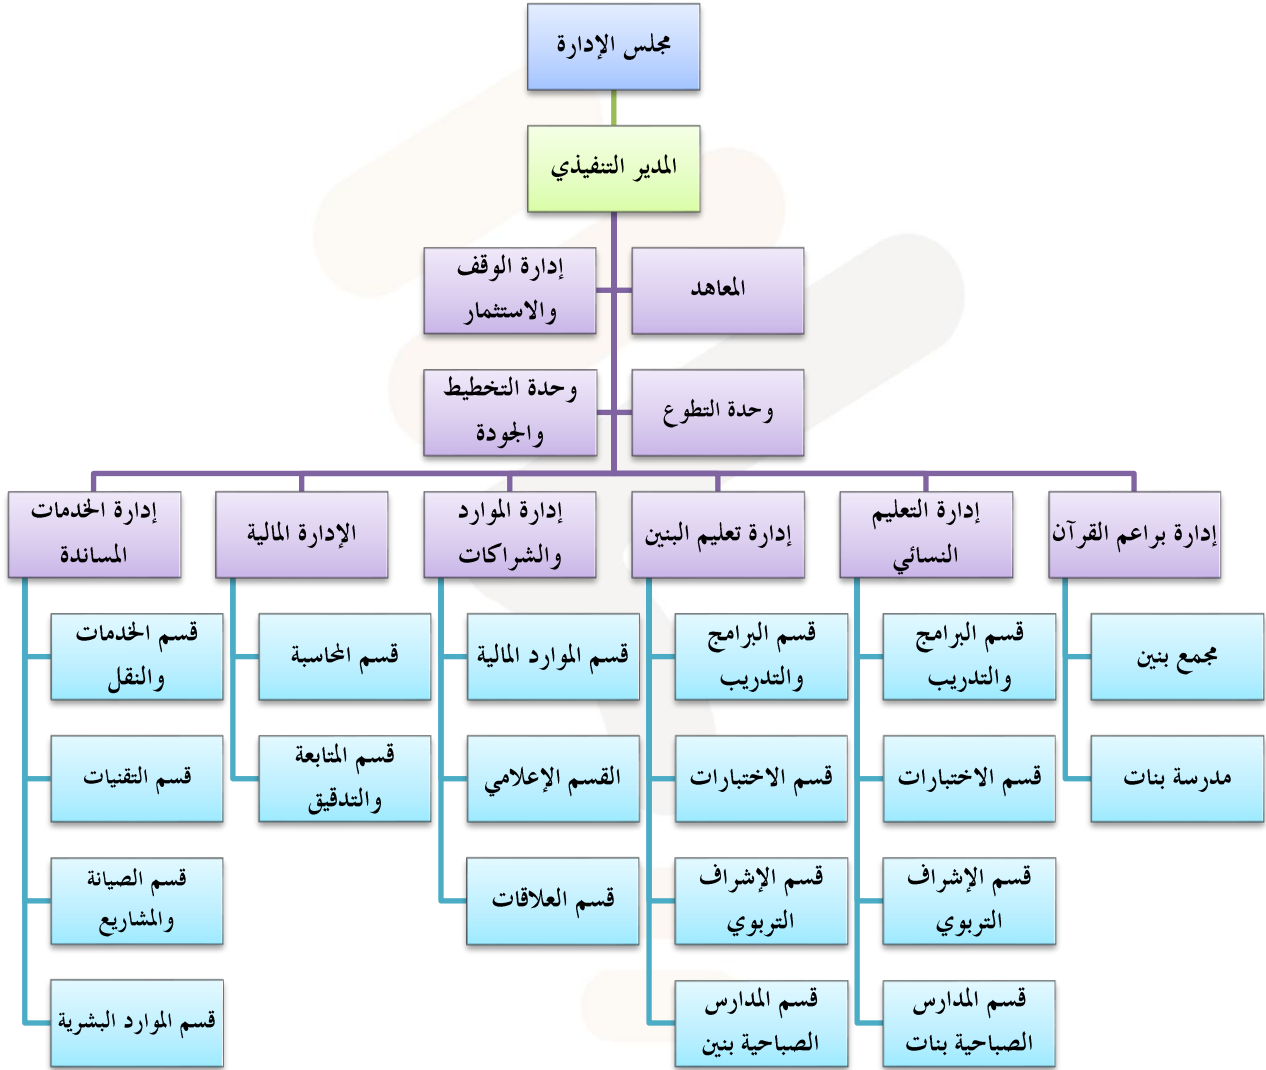 مجلس الإدارة
المدير التنفيذي
المعاهد
إدارة الوقف
والاستثمار
وحدة التطوع
وحدة التخطيط
والجودة
إدارة براعم القرآن
إدارة التعليم
النسائي
إدارة تعليم البنين
إدارة الموارد
والشراكات
الإدارة المالية
إدارة الخدمات
المساندة
مجمع بنين
مدرسة بنات
قسم البرامج
والتدريب
قسم الاختبارات
قسم الإشراف
التربوي
قسم المدارس
الصباحية بنات
قسم البرامج
والتدريب
قسم الاختبارات
قسم الإشراف
التربوي
قسم المدارس
الصباحية بنين
قسم الموارد المالية
القسم الإعلامي
قسم العلاقات
قسم المحاسبة
قسم المتابعة
والتدقيق
قسم الخدمات
والنقل
قسم التقنيات
قسم الصيانة
والمشاريع
قسم الموارد البشرية